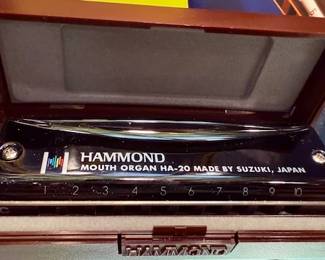 HAMMOND
MOUTH ORGAN HA-20 MADE BY SUZUKI, JAPAN
1 2 3 4 5 6 7 8 9 10
HAMMOND